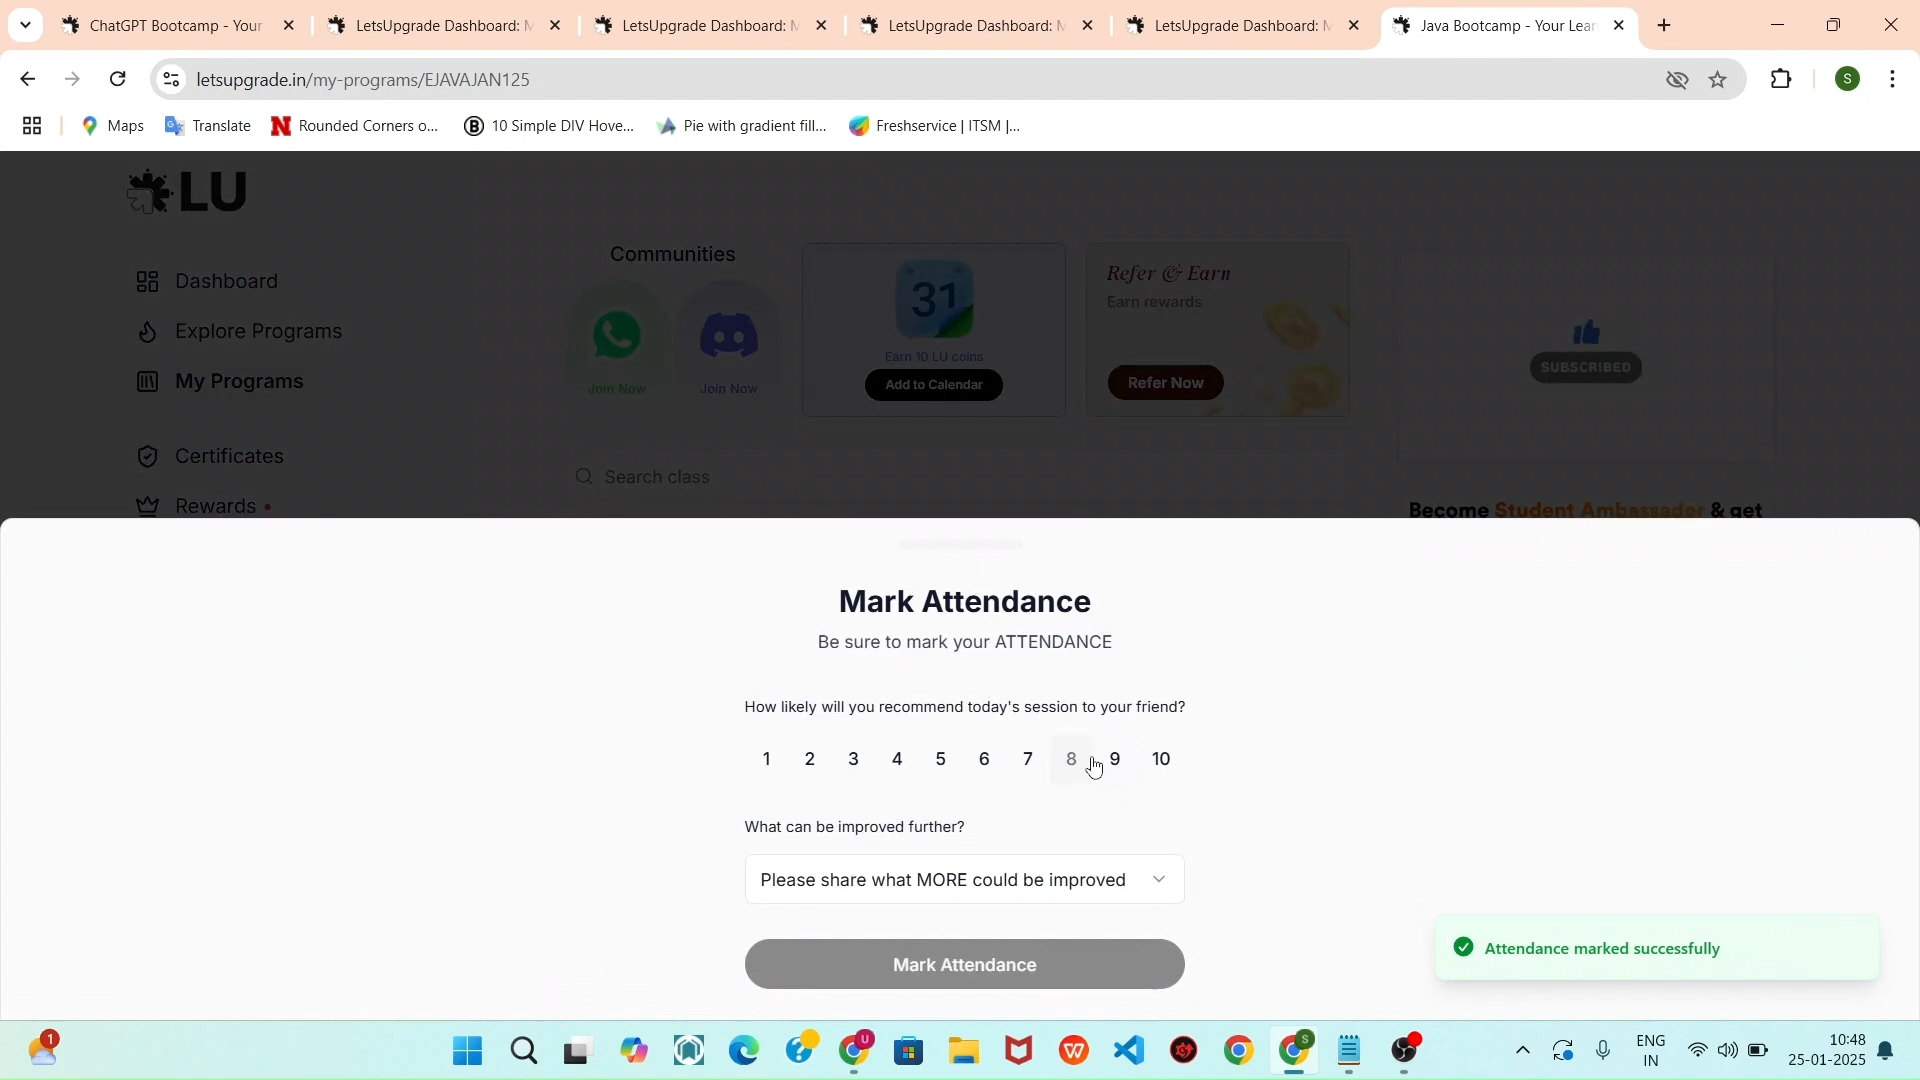 ChatGPT Bootcamp - Your
LetsUpgrade Dashboard: M
LetsUpgrade Dashboard: M
LetsUpgrade Dashboard: M
LetsUpgrade Dashboard: M
Java Bootcamp - Your Lear
letsupgrade.in/my-programs/EJAVAJAN125
S
Maps
Translate
Rounded Corners o...
10 Simple DIV Hove...
Pie with gradient fill...
Freshservice | ITSM |...
LU
Dashboard
Explore Programs
My Programs
Certificates
Rewards
Communities
Join Now
Join Now
31
Earn 10 LU coins
Add to Calendar
Refer & Earn
Earn rewards
Refer Now
SUBSCRIBED
Search class
Become Student Ambassador & get
Mark Attendance
Be sure to mark your ATTENDANCE
How likely will you recommend today's session to your friend?
1 2 3 4 5 6 7 8 9 10
What can be improved further?
Please share what MORE could be improved
Mark Attendance
Attendance marked successfully
1
U
S
ENG
IN
10:48
25-01-2025